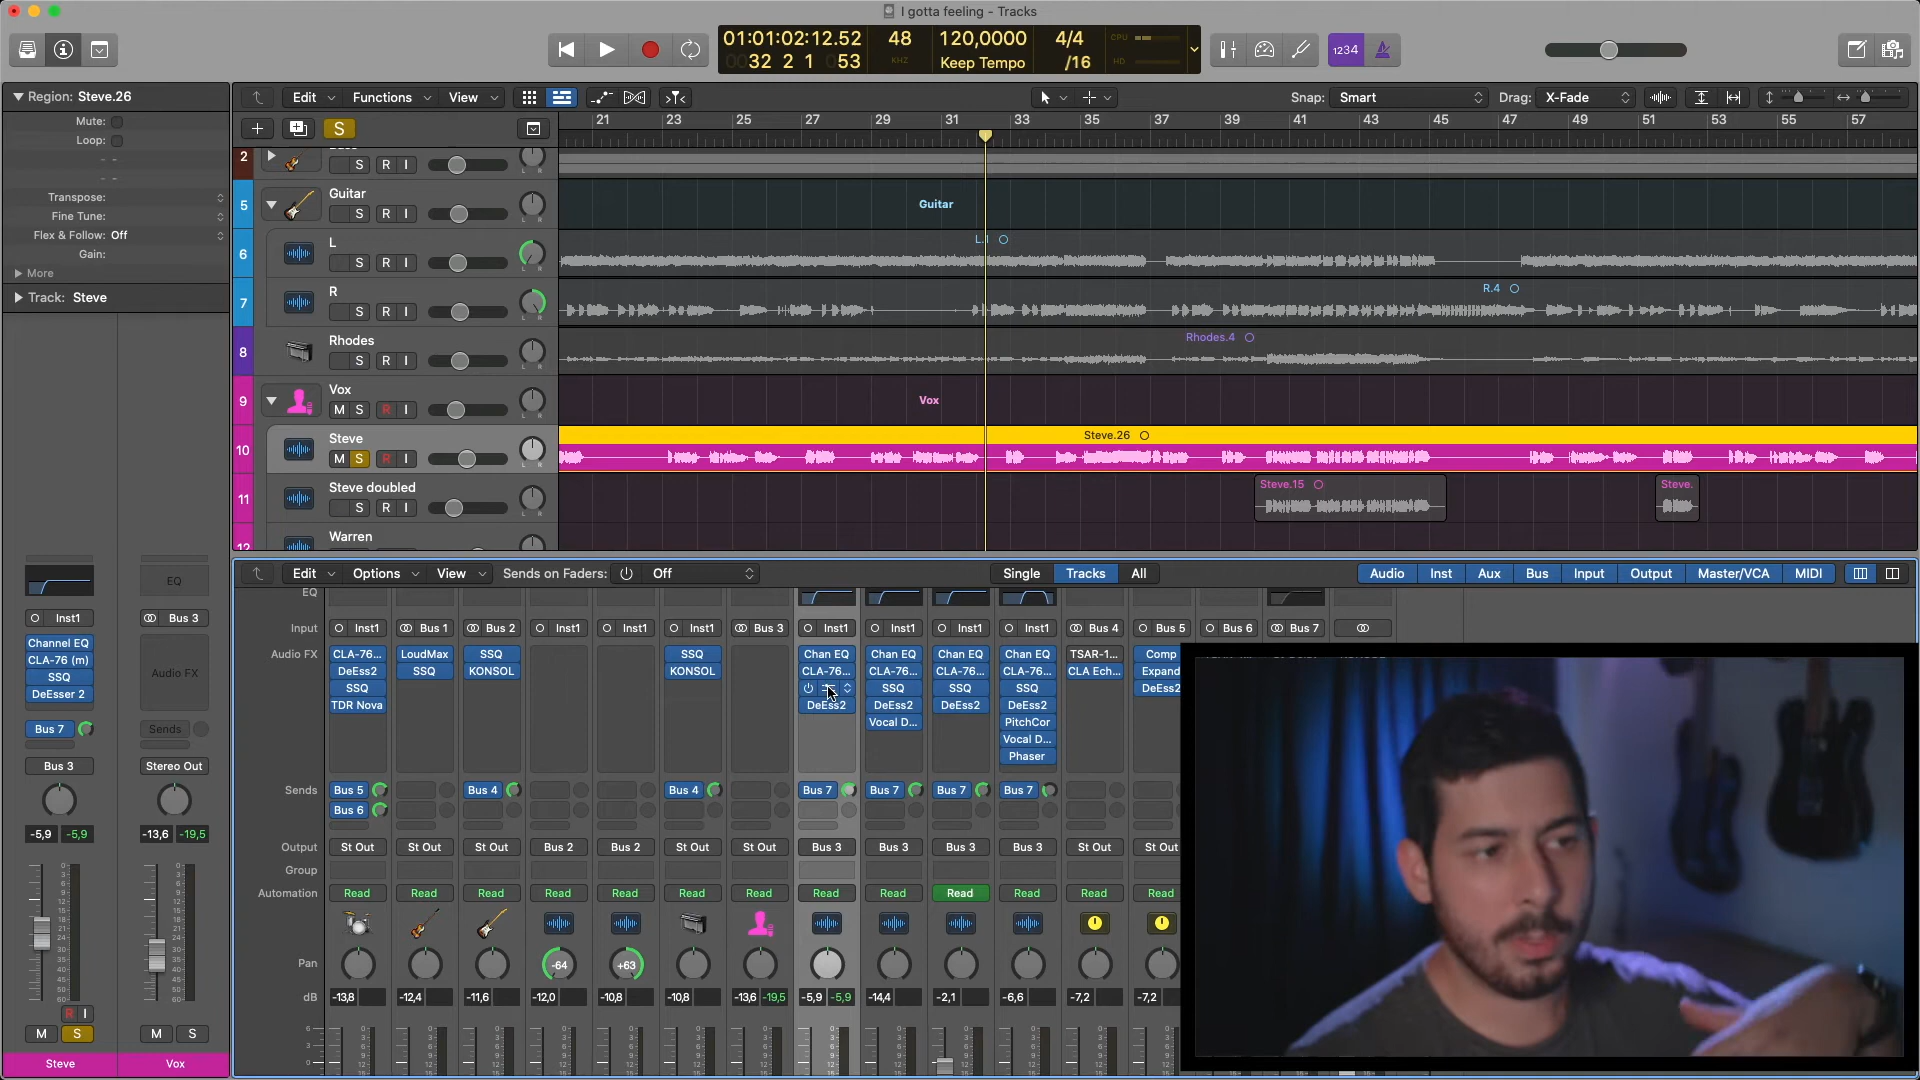 I gotta feeling - Tracks
01:01:02:12.52 48 120,0000 4/4 CPU
0032 2 1 053 KHZ Keep Tempo /16 HD
1234
Region: Steve.26
Mute:
Loop:
Transpose:
Fine Tune:
Flex & Follow: Off
Gain:
More
Track: Steve
Edit Functions View
Snap: Smart Drag: X-Fade
S
21 23 25 27 29 31 33 35 37 39 41 43 45 47 49 51 53 55 57
2 S R I
5 Guitar S R I Guitar
6 L S R I
7 R S R I R.4
8 Rhodes S R I Rhodes.4
9 Vox M S R I Vox
10 Steve M S R I Steve.26
11 Steve doubled S R I Steve.15 Steve.
12 Warren
Edit Options View Sends on Faders: Off Single Tracks All Audio Inst Aux Bus Input Output Master/VCA MIDI
EQ
Input Inst1 Bus 1 Bus 2 Inst1 Inst1 Inst1 Bus 3 Inst1 Inst1 Inst1 Inst1 Bus 4 Bus 5 Bus 6 Bus 7
Audio FX CLA-76... LoudMax SSQ SSQ Chan EQ Chan EQ Chan EQ Chan EQ TSAR-1... Comp
DeEss2 SSQ KONSOL KONSOL CLA-76... CLA-76... CLA-76... CLA-76... CLA Ech... Expand
SSQ SSQ SSQ SSQ DeEss2
TDR Nova DeEss2 DeEss2 DeEss2 DeEss2
Vocal D... PitchCor
Vocal D...
Phaser
Sends Bus 5 Bus 4 Bus 4 Bus 7 Bus 7 Bus 7 Bus 7
Bus 6
Output St Out St Out St Out Bus 2 Bus 2 St Out St Out Bus 3 Bus 3 Bus 3 Bus 3 St Out St Out
Group
Automation Read Read Read Read Read Read Read Read Read Read Read Read Read
Pan -64 +63
dB -13,8 -12,4 -11,6 -12,0 -10,8 -10,8 -13,6 -19,5 -5,9 -5,9 -14,4 -2,1 -6,6 -7,2 -7,2
EQ
Inst1 Bus 3
Channel EQ
CLA-76 (m) Audio FX
SSQ
DeEsser 2
Bus 7 Sends
Bus 3 Stereo Out
-5,9 -5,9 -13,6 -19,5
R I
M S M S
Steve Vox